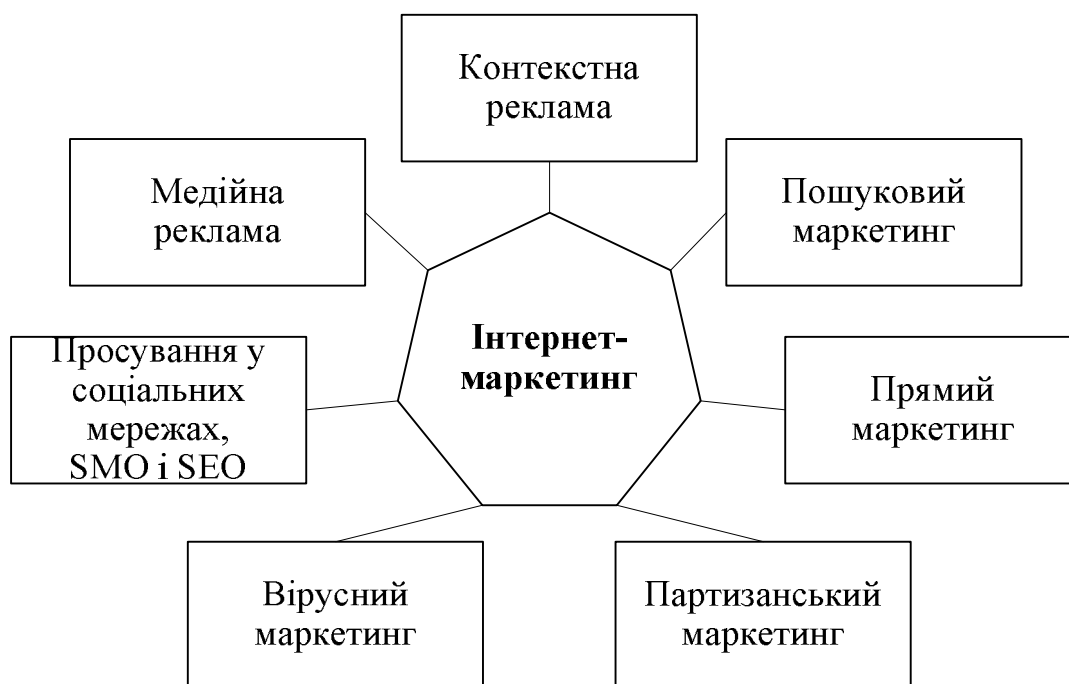 Контекстна
реклама
Медійна
реклама
Пошуковий
маркетинг
Інтернет-
маркетинг
Просування у
соціальних
мережах,
SMO і SEO
Прямий
маркетинг
Вірусний
маркетинг
Партизанський
маркетинг